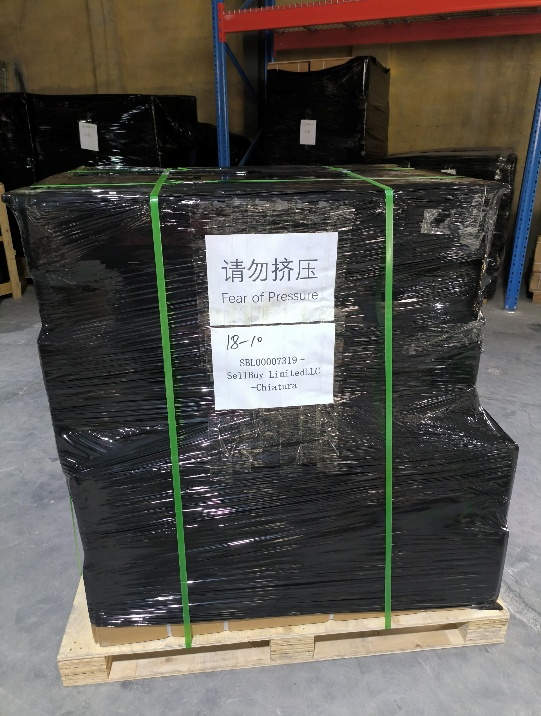 请勿挤压
Fear of Pressure
18-10
SBL00007319-
SellBuy LimitedLLC
-Chiatura